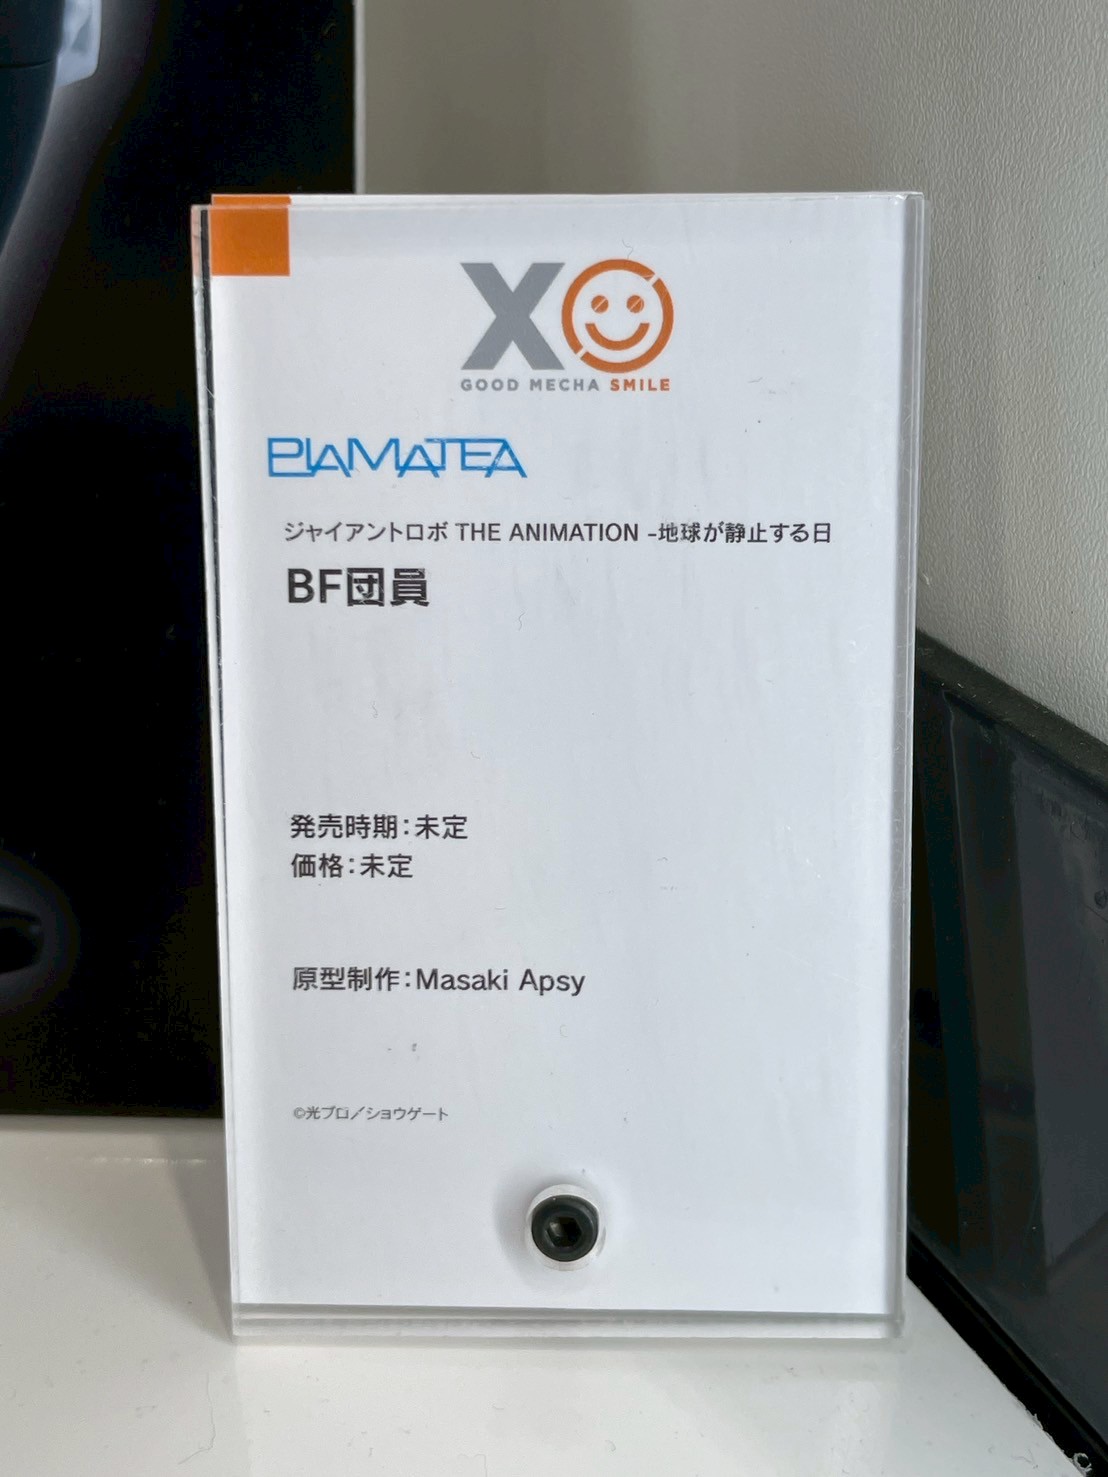 XO
GOOD MECHA SMILE
PLAMATEA
ジャイアントロボ THE ANIMATION -地球が静止する日
BF団員
発売時期：未定
価格：未定
原型制作：Masaki Apsy
©光プロ／ショウゲート